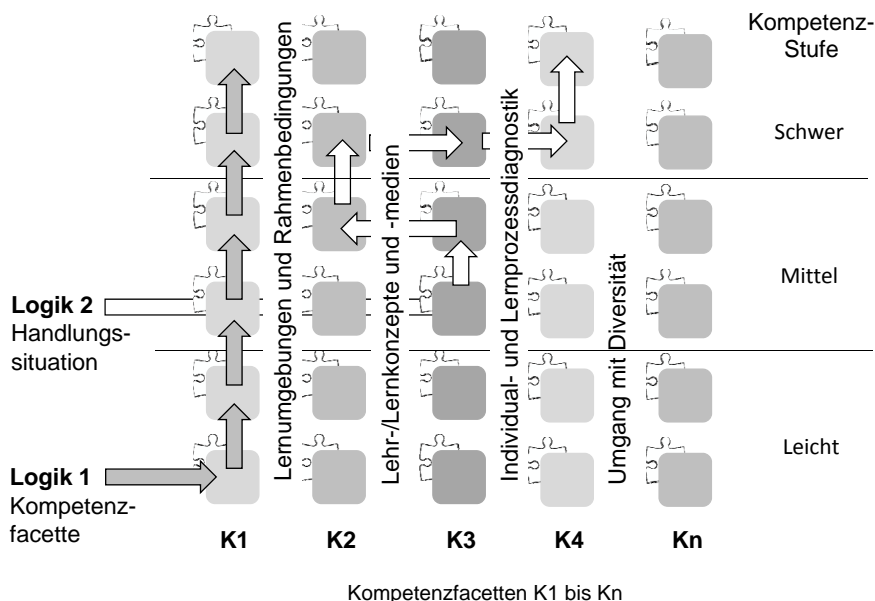 Kompetenz-
Stufe
Schwer
Mittel
Leicht
Logik 2
Handlungs-
situation
Logik 1
Kompetenz-
facette
Lernumgebungen und Rahmenbedingungen
Lehr-/Lernkonzepte und -medien
Individual- und Lernprozessdiagnostik
Umgang mit Diversität
K1 K2 K3 K4 Kn
Kompetenzfacetten K1 bis Kn